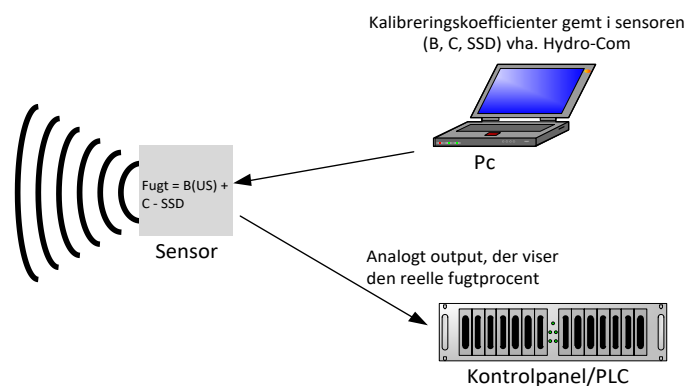 Kalibreringskoefficienter gemt i sensoren
(B, C, SSD) vha. Hydro-Com
Pc
Fugt = B(US) +
C - SSD
Sensor
Analogt output, der viser
den reelle fugtprocent
Kontrolpanel/PLC